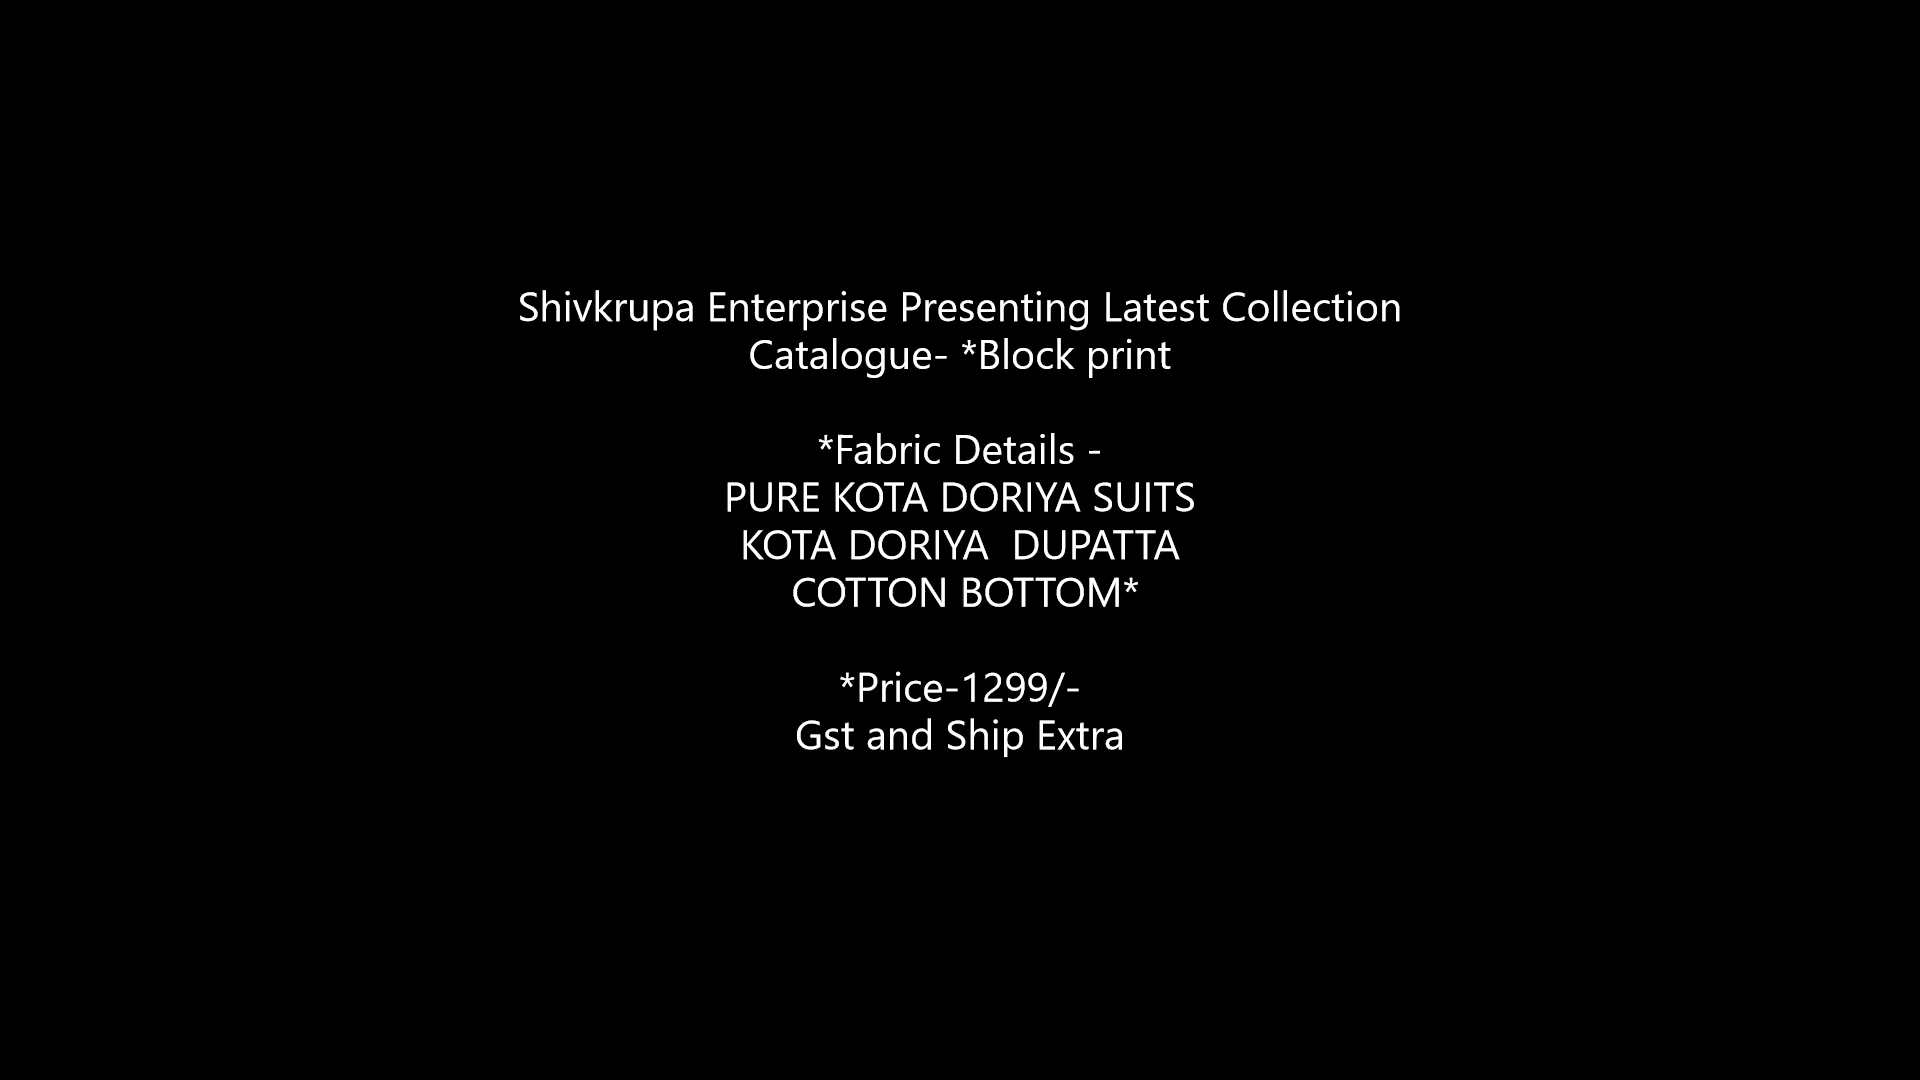 Shivkrupa Enterprise Presenting Latest Collection
Catalogue- *Block print
*Fabric Details -
PURE KOTA DORIYA SUITS
KOTA DORIYA  DUPATTA
COTTON BOTTOM*
*Price-1299/-
Gst and Ship Extra